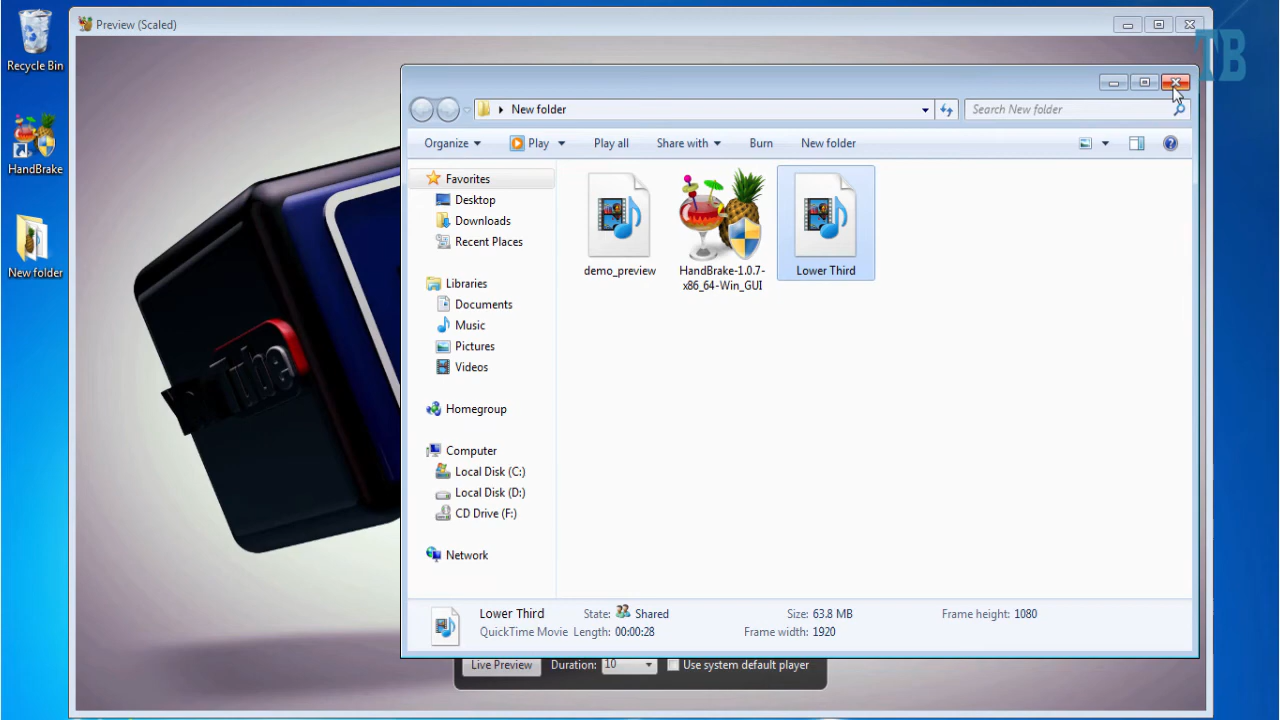 Preview (Scaled)
TB
Recycle Bin
HandBrake
New folder
New folder
Search New folder
Organize
Play
Play all
Share with
Burn
New folder
Favorites
Desktop
Downloads
Recent Places
Libraries
Documents
Music
Pictures
Videos
Homegroup
Computer
Local Disk (C:)
Local Disk (D:)
CD Drive (F:)
Network
demo_preview
HandBrake-1.0.7-
x86_64-Win_GUI
Lower Third
YouTube
Lower Third State: Shared Size: 63.8 MB Frame height: 1080
QuickTime Movie Length: 00:00:28 Frame width: 1920
Live Preview Duration: 10 Use system default player